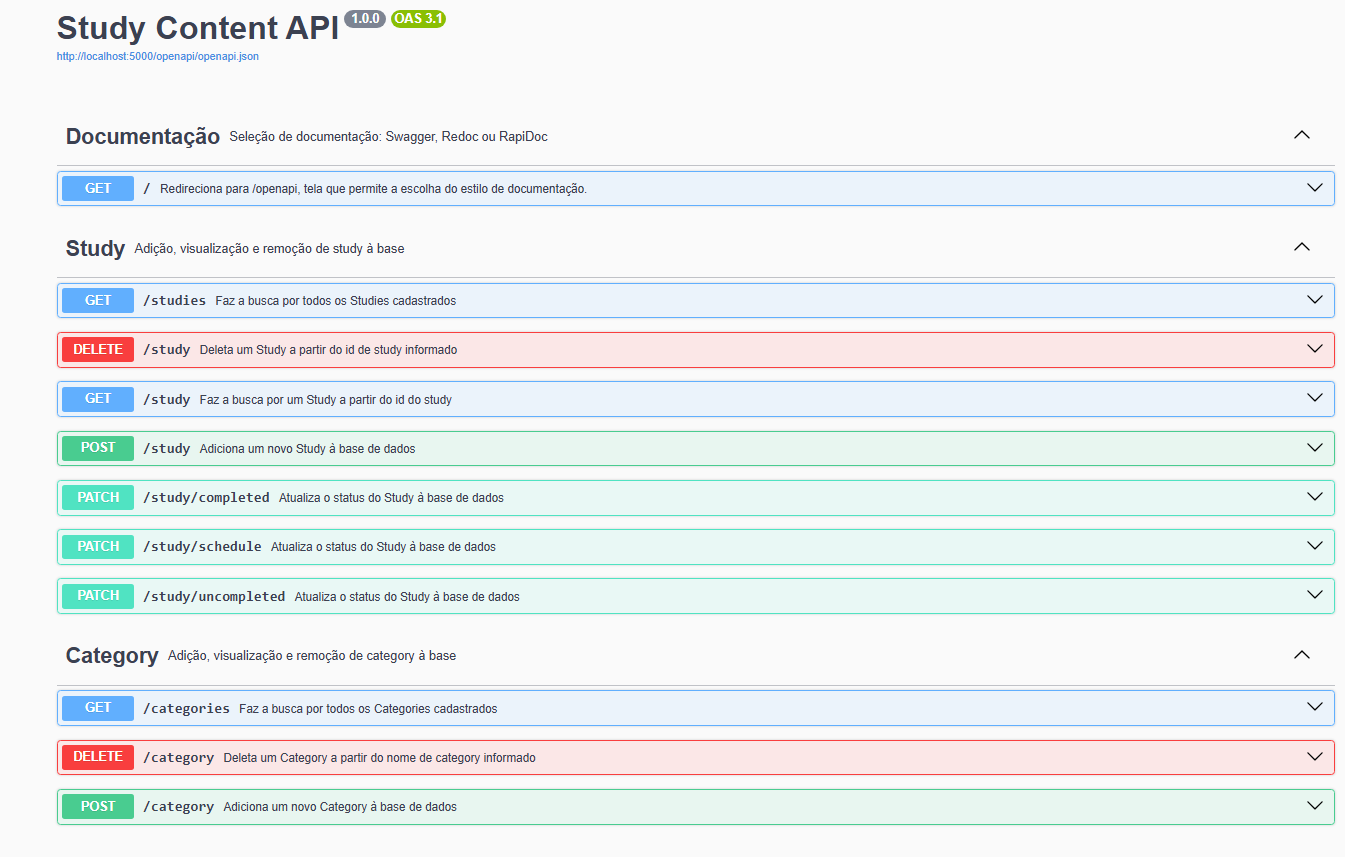 Study Content API 1.0.0 OAS 3.1
http://localhost:5000/openapi/openapi.json
Documentação Seleção de documentação: Swagger, Redoc ou RapiDoc
GET / Redireciona para /openapi, tela que permite a escolha do estilo de documentação.
Study Adição, visualização e remoção de study à base
GET /studies Faz a busca por todos os Studies cadastrados
DELETE /study Deleta um Study a partir do id de study informado
GET /study Faz a busca por um Study a partir do id do study
POST /study Adiciona um novo Study à base de dados
PATCH /study/completed Atualiza o status do Study à base de dados
PATCH /study/schedule Atualiza o status do Study à base de dados
PATCH /study/uncompleted Atualiza o status do Study à base de dados
Category Adição, visualização e remoção de category à base
GET /categories Faz a busca por todos os Categories cadastrados
DELETE /category Deleta um Category a partir do nome de category informado
POST /category Adiciona um novo Category à base de dados